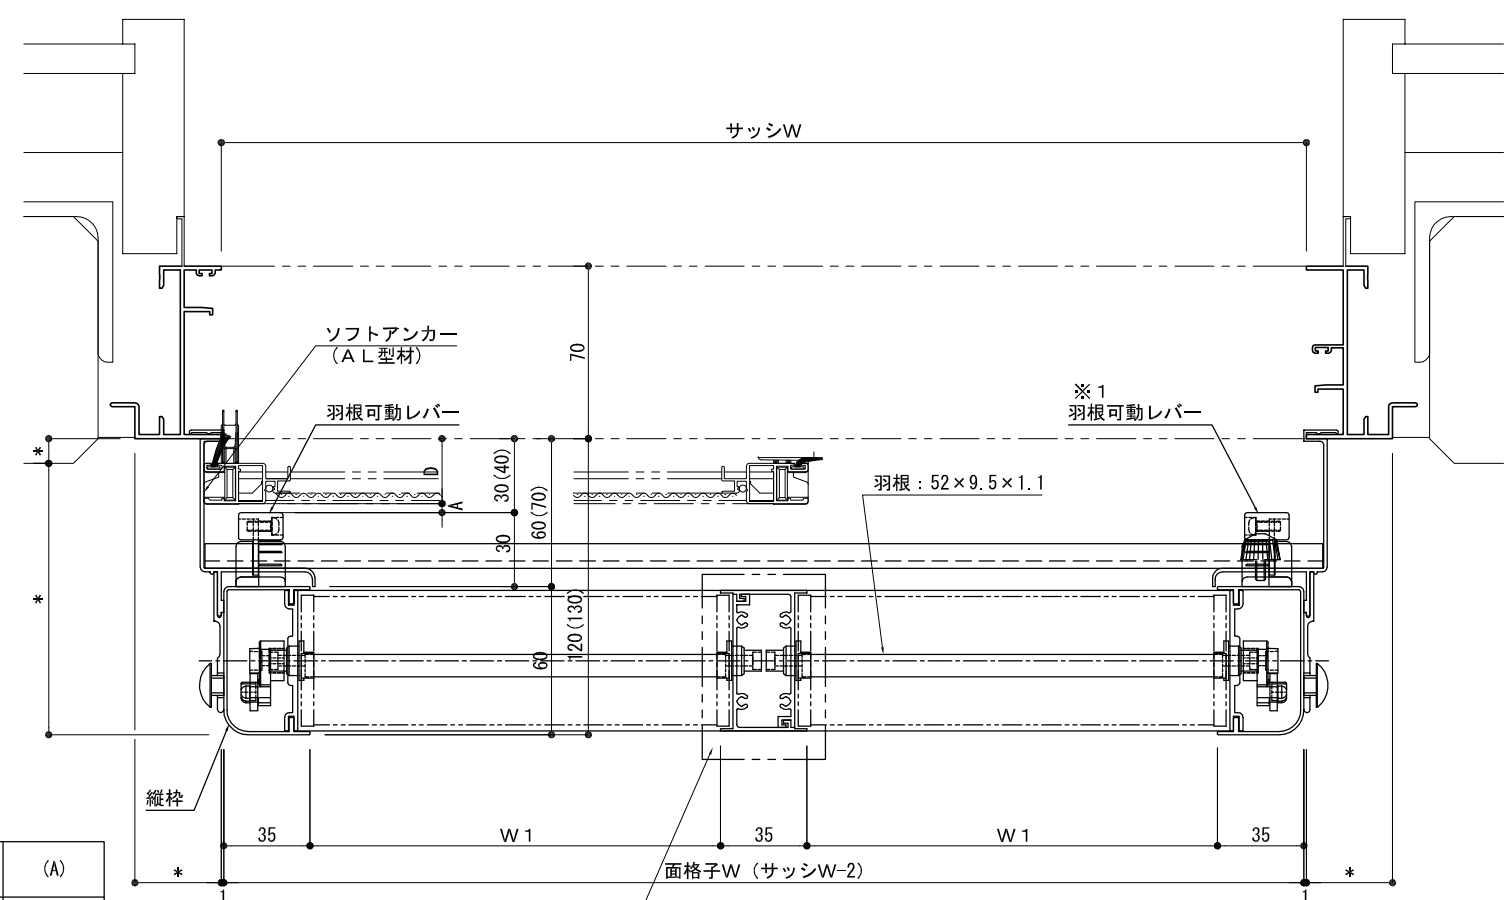 サッシW
ソフトアンカー
（ＡＬ型材）
70
※１
羽根可動レバー
羽根可動レバー
*
D
30(40)
羽根：52×9.5×1.1
A
60(70)
30
*
120(130)
60
縦枠
35
W１
35
W１
35
(A)
*
面格子W（サッシW-2）
*
1
1